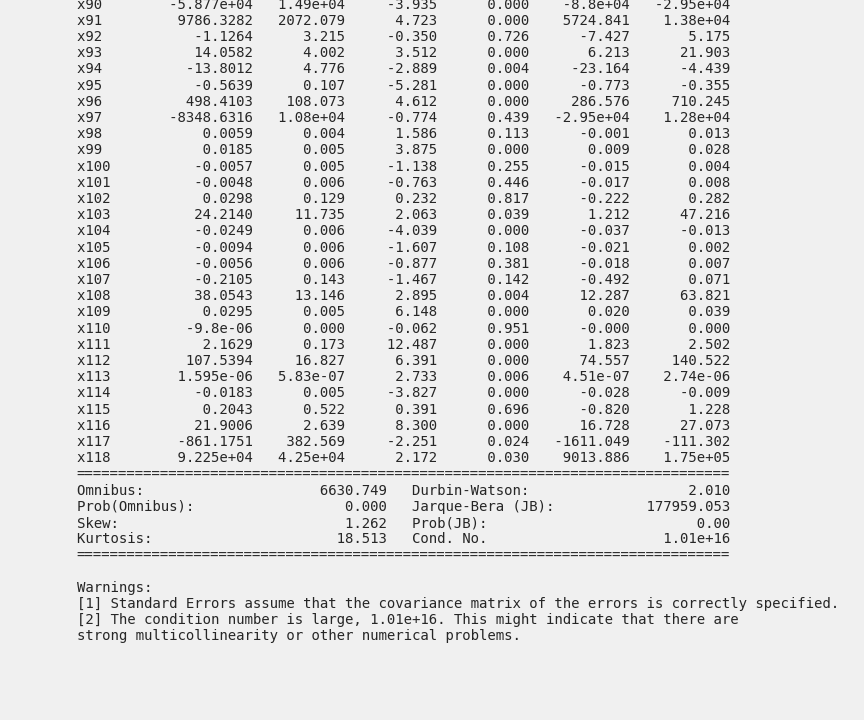 x90 -5.877e+04 1.49e+04 -3.935 0.000 -8.8e+04 -2.95e+04
x91 9786.3282 2072.079 4.723 0.000 5724.841 1.38e+04
x92 -1.1264 3.215 -0.350 0.726 -7.427 5.175
x93 14.0582 4.002 3.512 0.000 6.213 21.903
x94 -13.8012 4.776 -2.889 0.004 -23.164 -4.439
x95 -0.5639 0.107 -5.281 0.000 -0.773 -0.355
x96 498.4103 108.073 4.612 0.000 286.576 710.245
x97 -8348.6316 1.08e+04 -0.774 0.439 -2.95e+04 1.28e+04
x98 0.0059 0.004 1.586 0.113 -0.001 0.013
x99 0.0185 0.005 3.875 0.000 0.009 0.028
x100 -0.0057 0.005 -1.138 0.255 -0.015 0.004
x101 -0.0048 0.006 -0.763 0.446 -0.017 0.008
x102 0.0298 0.129 0.232 0.817 -0.222 0.282
x103 24.2140 11.735 2.063 0.039 1.212 47.216
x104 -0.0249 0.006 -4.039 0.000 -0.037 -0.013
x105 -0.0094 0.006 -1.607 0.108 -0.021 0.002
x106 -0.0056 0.006 -0.877 0.381 -0.018 0.007
x107 -0.2105 0.143 -1.467 0.142 -0.492 0.071
x108 38.0543 13.146 2.895 0.004 12.287 63.821
x109 0.0295 0.005 6.148 0.000 0.020 0.039
x110 -9.8e-06 0.000 -0.062 0.951 -0.000 0.000
x111 2.1629 0.173 12.487 0.000 1.823 2.502
x112 107.5394 16.827 6.391 0.000 74.557 140.522
x113 1.595e-06 5.83e-07 2.733 0.006 4.51e-07 2.74e-06
x114 -0.0183 0.005 -3.827 0.000 -0.028 -0.009
x115 0.2043 0.522 0.391 0.696 -0.820 1.228
x116 21.9006 2.639 8.300 0.000 16.728 27.073
x117 -861.1751 382.569 -2.251 0.024 -1611.049 -111.302
x118 9.225e+04 4.25e+04 2.172 0.030 9013.886 1.75e+05
==============================================================================
Omnibus: 6630.749 Durbin-Watson: 2.010
Prob(Omnibus): 0.000 Jarque-Bera (JB): 177959.053
Skew: 1.262 Prob(JB): 0.00
Kurtosis: 18.513 Cond. No. 1.01e+16
==============================================================================
Warnings:
[1] Standard Errors assume that the covariance matrix of the errors is correctly specified.
[2] The condition number is large, 1.01e+16. This might indicate that there are
strong multicollinearity or other numerical problems.